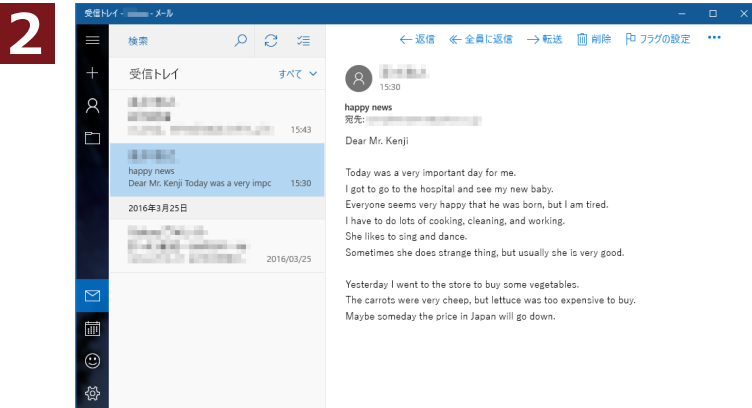 2
受信トレイ - - メール
検索
← 返信 全員に返信 → 転送 削除 フラグの設定 •••
受信トレイ すべて
15:30
happy news
宛先:
15:43
happy news
Dear Mr. Kenji Today was a very impc 15:30
2016年3月25日
2016/03/25
Dear Mr. Kenji
Today was a very important day for me.
I got to go to the hospital and see my new baby.
Everyone seems very happy that he was born, but I am tired.
I have to do lots of cooking, cleaning, and working.
She likes to sing and dance.
Sometimes she does strange thing, but usually she is very good.
Yesterday I went to the store to buy some vegetables.
The carrots were very cheep, but lettuce was too expensive to buy.
Maybe someday the price in Japan will go down.